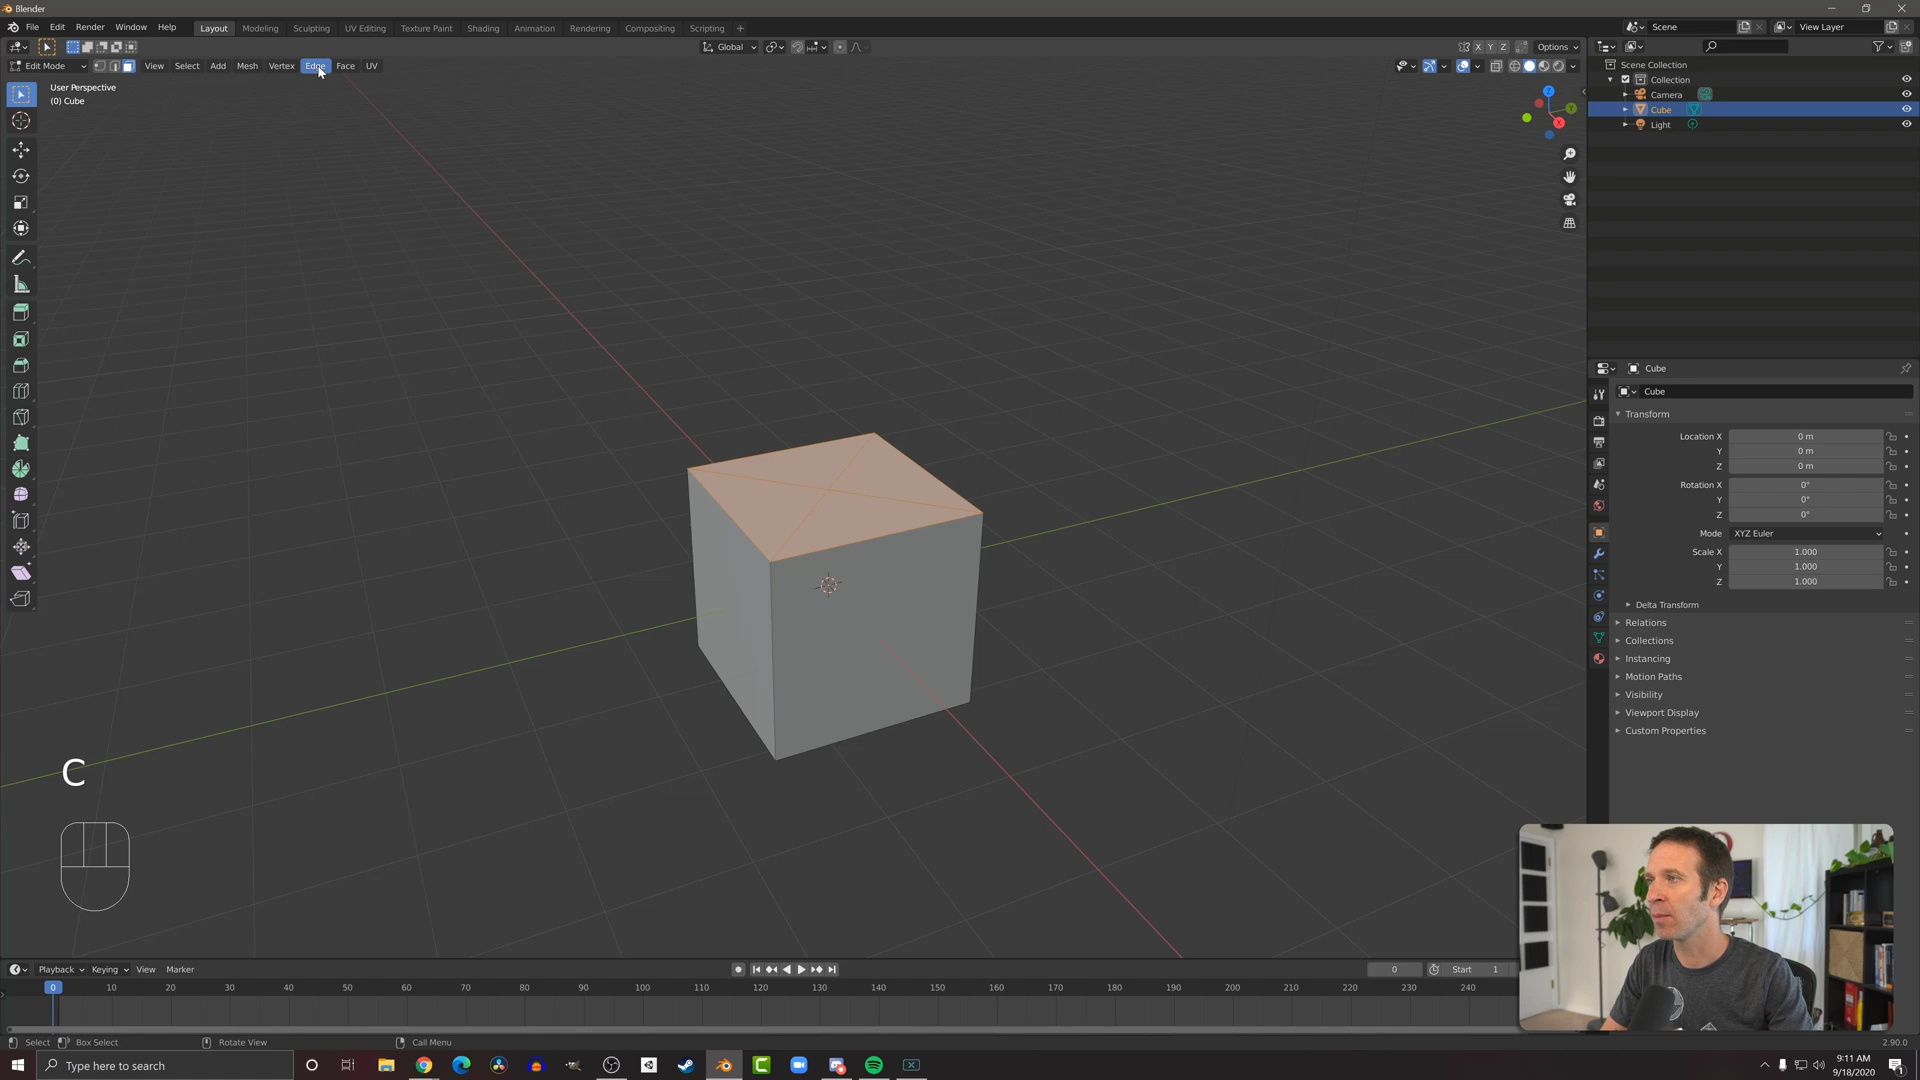 Blender
File Edit Render Window Help Layout Modeling Sculpting UV Editing Texture Paint Shading Animation Rendering Compositing Scripting + Scene View Layer
Global X Y Z Options
Edit Mode View Select Add Mesh Vertex Edge Face UV
User Perspective
(0) Cube
Z
Y
X
Scene Collection
Collection
Camera
Cube
Light
Cube
Cube
Transform
Location X 0 m
Y 0 m
Z 0 m
Rotation X 0°
Y 0°
Z 0°
Mode XYZ Euler
Scale X 1.000
Y 1.000
Z 1.000
Delta Transform
Relations
Collections
Instancing
Motion Paths
Visibility
Viewport Display
Custom Properties
C
Playback Keying View Marker 0 Start 1
0 10 20 30 40 50 60 70 80 90 100 110 120 130 140 150 160 170 180 190 200 210 220 230 240
Select Box Select Rotate View Call Menu 2.90.0
Type here to search
9:11 AM
9/18/2020
1